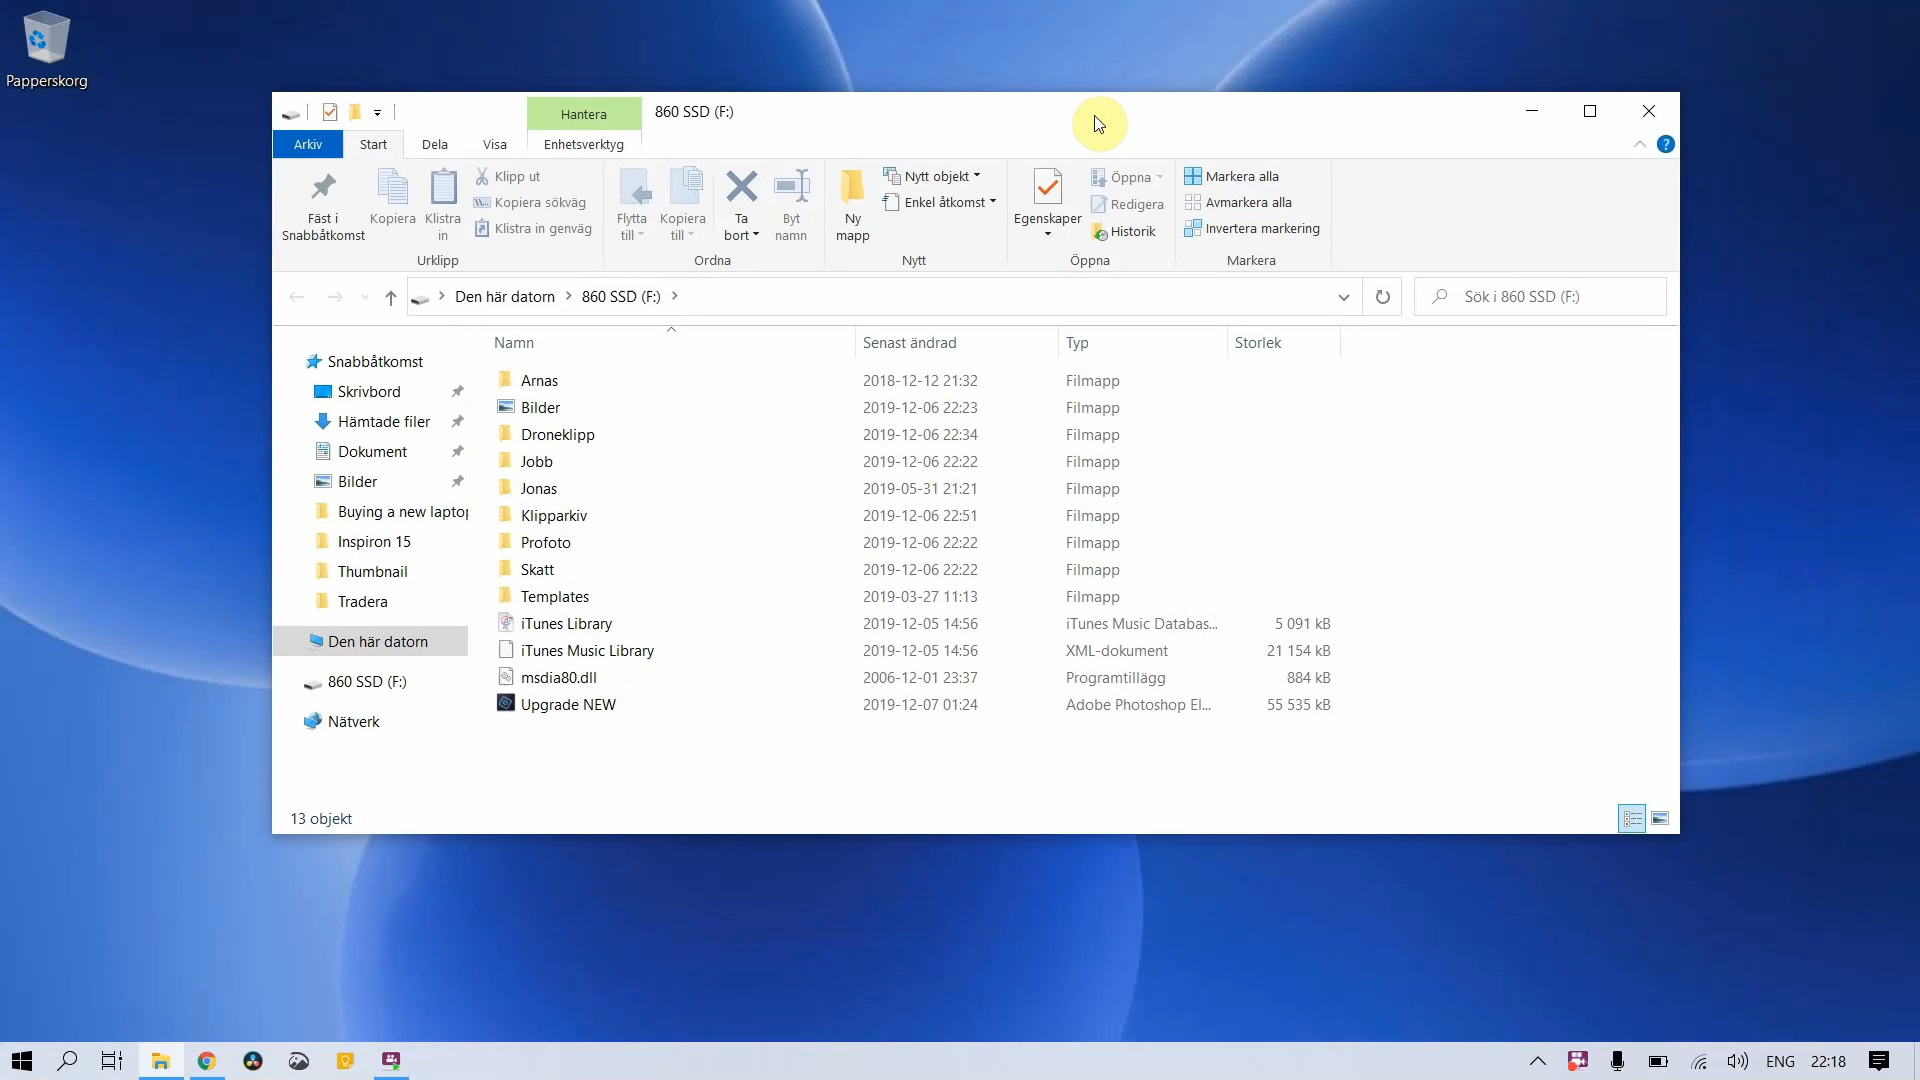 Papperskorg
Hantera
860 SSD (F:)
Arkiv
Start
Dela
Visa
Enhetsverktyg
Fäst i
Snabbåtkomst
Kopiera
Klistra
in
Klipp ut
Kopiera sökväg
Klistra in genväg
Urklipp
Flytta
till
Kopiera
till
Ta
bort
Byt
namn
Ordna
Ny
mapp
Nytt objekt
Enkel åtkomst
Nytt
Egenskaper
Öppna
Redigera
Historik
Öppna
Markera alla
Avmarkera alla
Invertera markering
Markera
Den här datorn
860 SSD (F:)
Sök i 860 SSD (F:)
Snabbåtkomst
Skrivbord
Hämtade filer
Dokument
Bilder
Buying a new laptop
Inspiron 15
Thumbnail
Tradera
Den här datorn
860 SSD (F:)
Nätverk
Namn Senast ändrad Typ Storlek
Arnas 2018-12-12 21:32 Filmapp
Bilder 2019-12-06 22:23 Filmapp
Droneklipp 2019-12-06 22:34 Filmapp
Jobb 2019-12-06 22:22 Filmapp
Jonas 2019-05-31 21:21 Filmapp
Klipparkiv 2019-12-06 22:51 Filmapp
Profoto 2019-12-06 22:22 Filmapp
Skatt 2019-12-06 22:22 Filmapp
Templates 2019-03-27 11:13 Filmapp
iTunes Library 2019-12-05 14:56 iTunes Music Databas... 5 091 kB
iTunes Music Library 2019-12-05 14:56 XML-dokument 21 154 kB
msdia80.dll 2006-12-01 23:37 Programtillägg 884 kB
Upgrade NEW 2019-12-07 01:24 Adobe Photoshop El... 55 535 kB
13 objekt
ENG
22:18